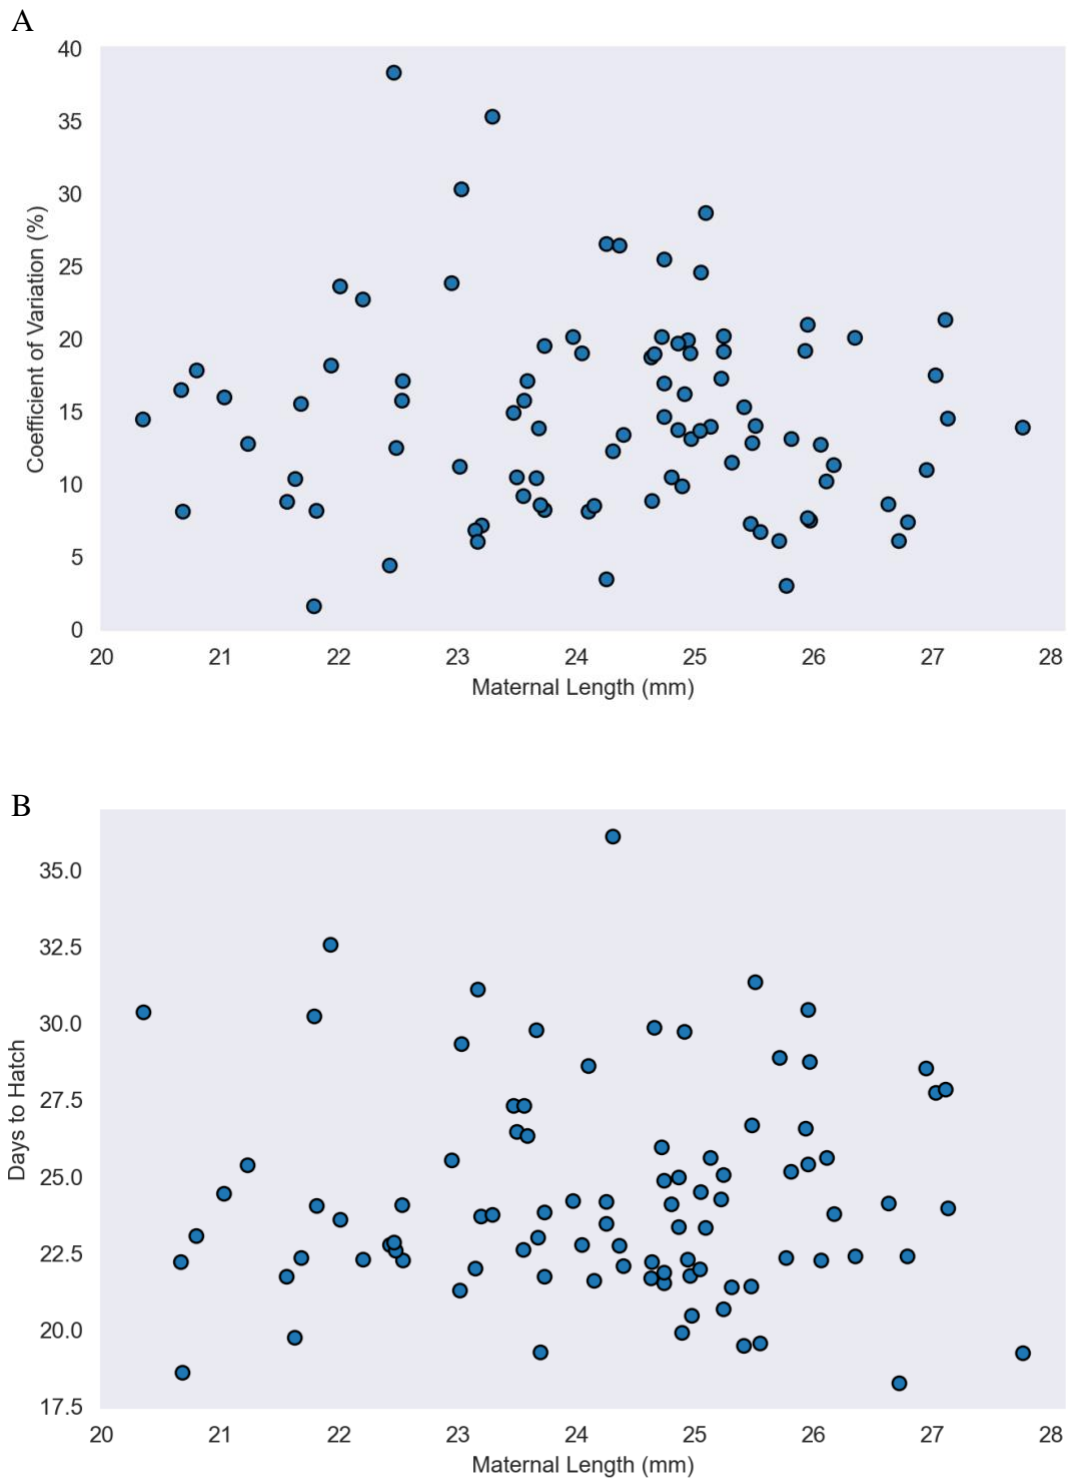 A
40
35
30
25
20
15
10
5
0
Coefficient of Variation (%)
20 21 22 23 24 25 26 27 28
Maternal Length (mm)
B
35.0
32.5
30.0
27.5
25.0
22.5
20.0
17.5
Days to Hatch
20 21 22 23 24 25 26 27 28
Maternal Length (mm)